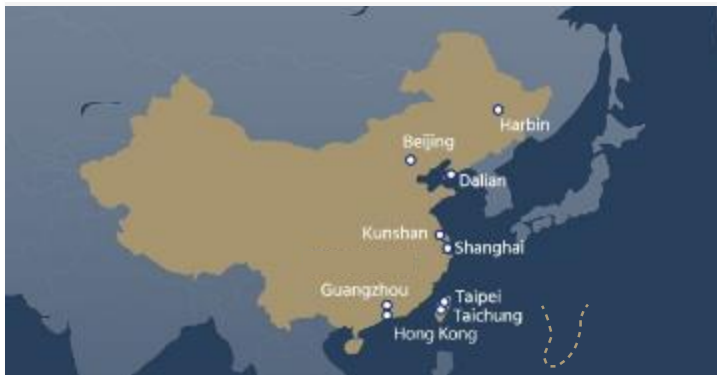 Harbin
Beijing
Dalian
Kunshan
Shanghai
Guangzhou
Taipei
Taichung
Hong Kong